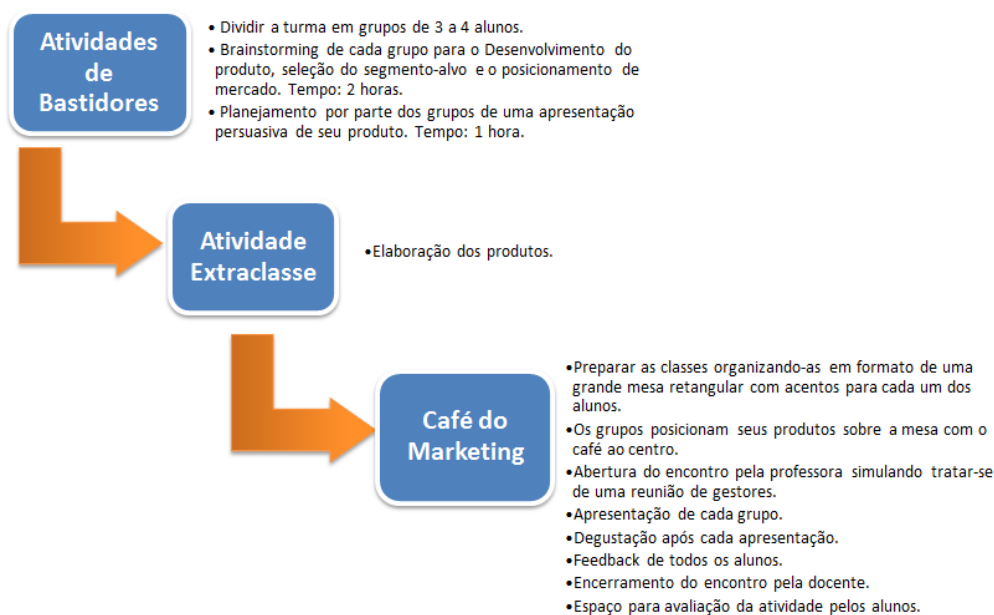 Atividades
de
Bastidores
• Dividir a turma em grupos de 3 a 4 alunos.
• Brainstorming de cada grupo para o Desenvolvimento do
produto, seleção do segmento-alvo e o posicionamento de
mercado. Tempo: 2 horas.
• Planejamento por parte dos grupos de uma apresentação
persuasiva de seu produto. Tempo: 1 hora.
Atividade
Extraclasse
•Elaboração dos produtos.
Café do
Marketing
•Preparar as classes organizando-as em formato de uma
grande mesa retangular com acentos para cada um dos
alunos.
•Os grupos posicionam seus produtos sobre a mesa com o
café ao centro.
•Abertura do encontro pela professora simulando tratar-se
de uma reunião de gestores.
•Apresentação de cada grupo.
•Degustação após cada apresentação.
•Feedback de todos os alunos.
•Encerramento do encontro pela docente.
•Espaço para avaliação da atividade pelos alunos.